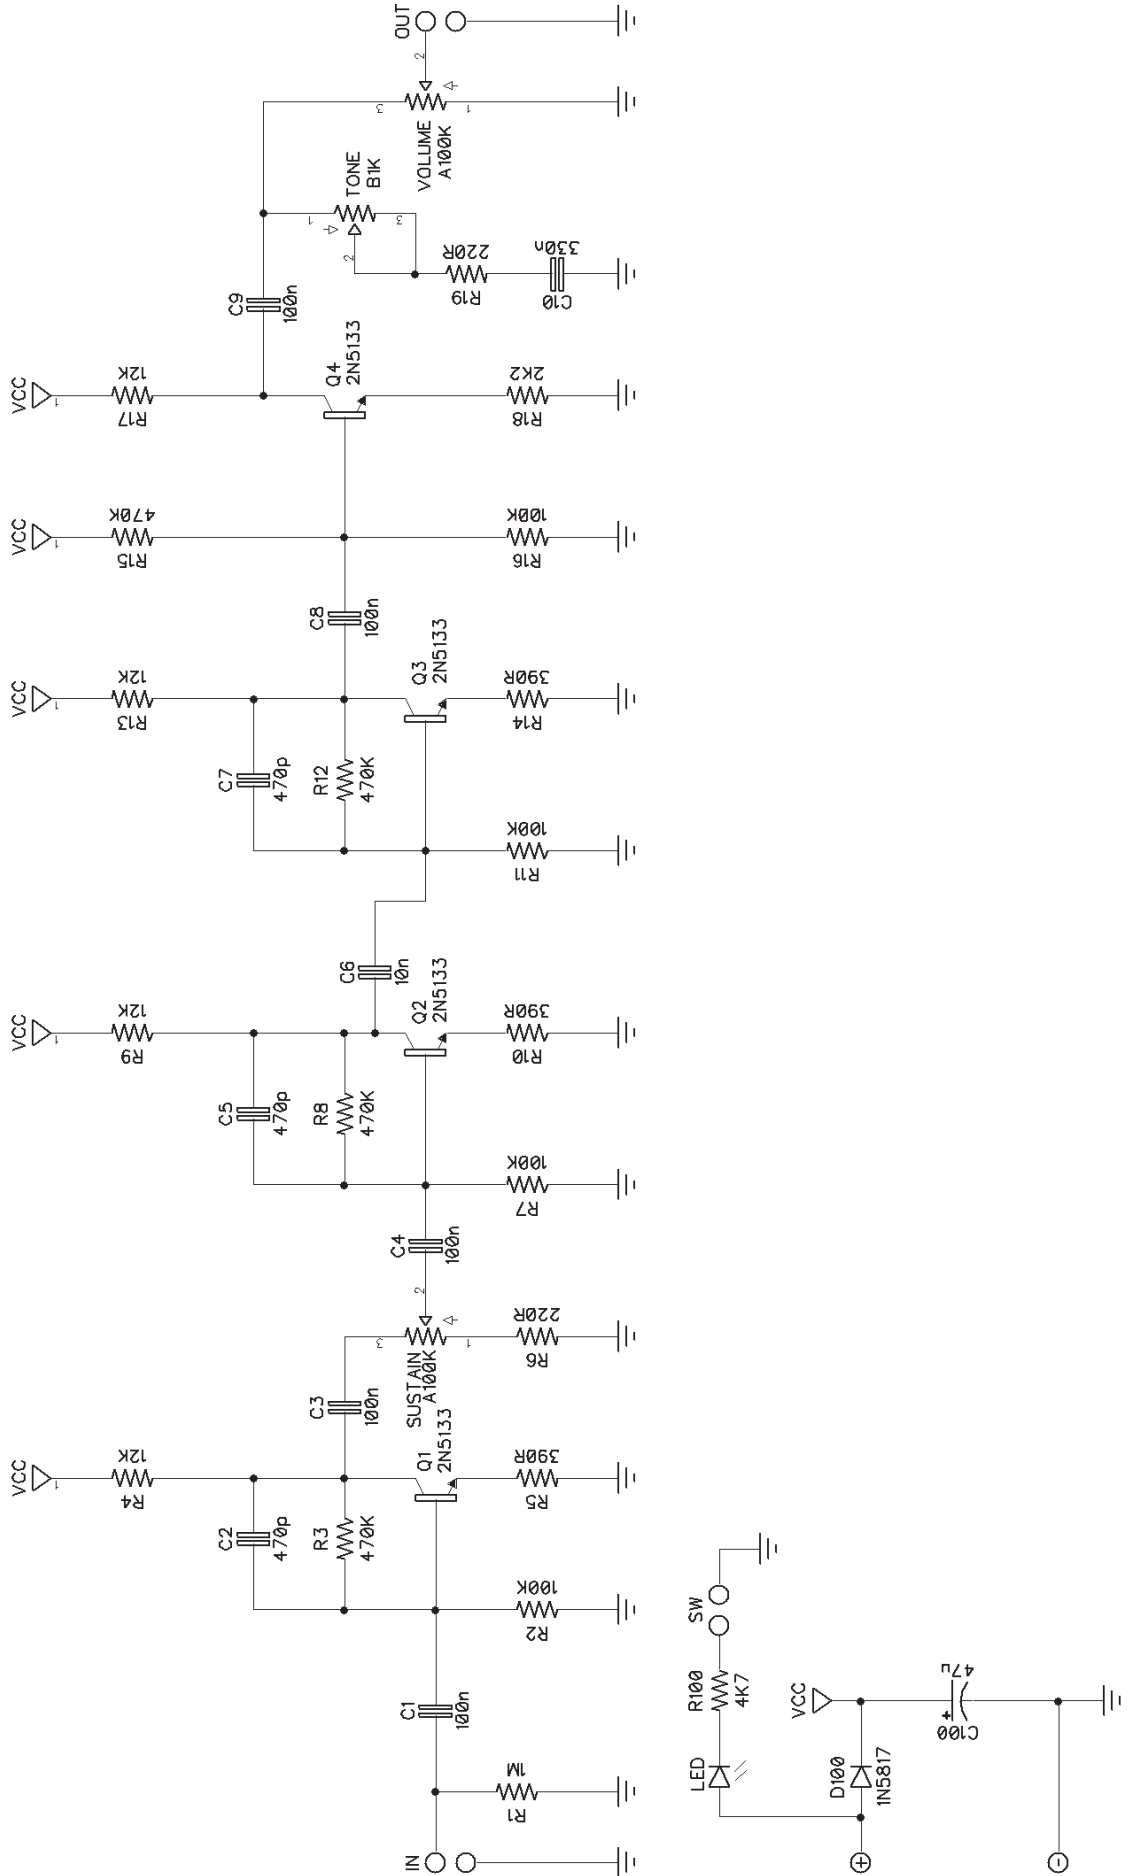 IN
R1
1M
C1
100n
R2
100K
R3
470K
C2
470p
VCC
1
R4
12K
Q1
2N5133
R5
390R
C3
100n
SUSTAIN
A100K
3
2
1
R6
220R
C4
100n
R7
100K
R8
470K
C5
470p
VCC
1
R9
12K
Q2
2N5133
R10
390R
C6
10n
R11
100K
R12
470K
C7
470p
VCC
1
R13
12K
Q3
2N5133
R14
390R
C8
100n
VCC
1
R15
470K
R16
100K
VCC
1
R17
12K
Q4
2N5133
R18
2K2
C9
100n
TONE
B1K
1
2
3
R19
220R
C10
330n
VOLUME
A100K
3
2
1
OUT
LED
R100
4K7
SW
D100
1N5817
VCC
+
C100
47u
+
-